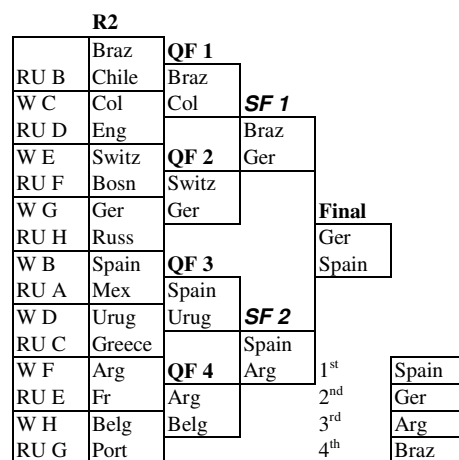 R2
Braz QF 1
RU B Chile Braz
W C Col Col SF 1
RU D Eng Braz
W E Switz QF 2 Ger
RU F Bosn Switz
W G Ger Ger Final
RU H Russ Ger
W B Spain QF 3 Spain
RU A Mex Spain
W D Urug Urug SF 2
RU C Greece Spain
W F Arg QF 4 Arg 1st Spain
RU E Fr Arg 2nd Ger
W H Belg Belg 3rd Arg
RU G Port 4th Braz